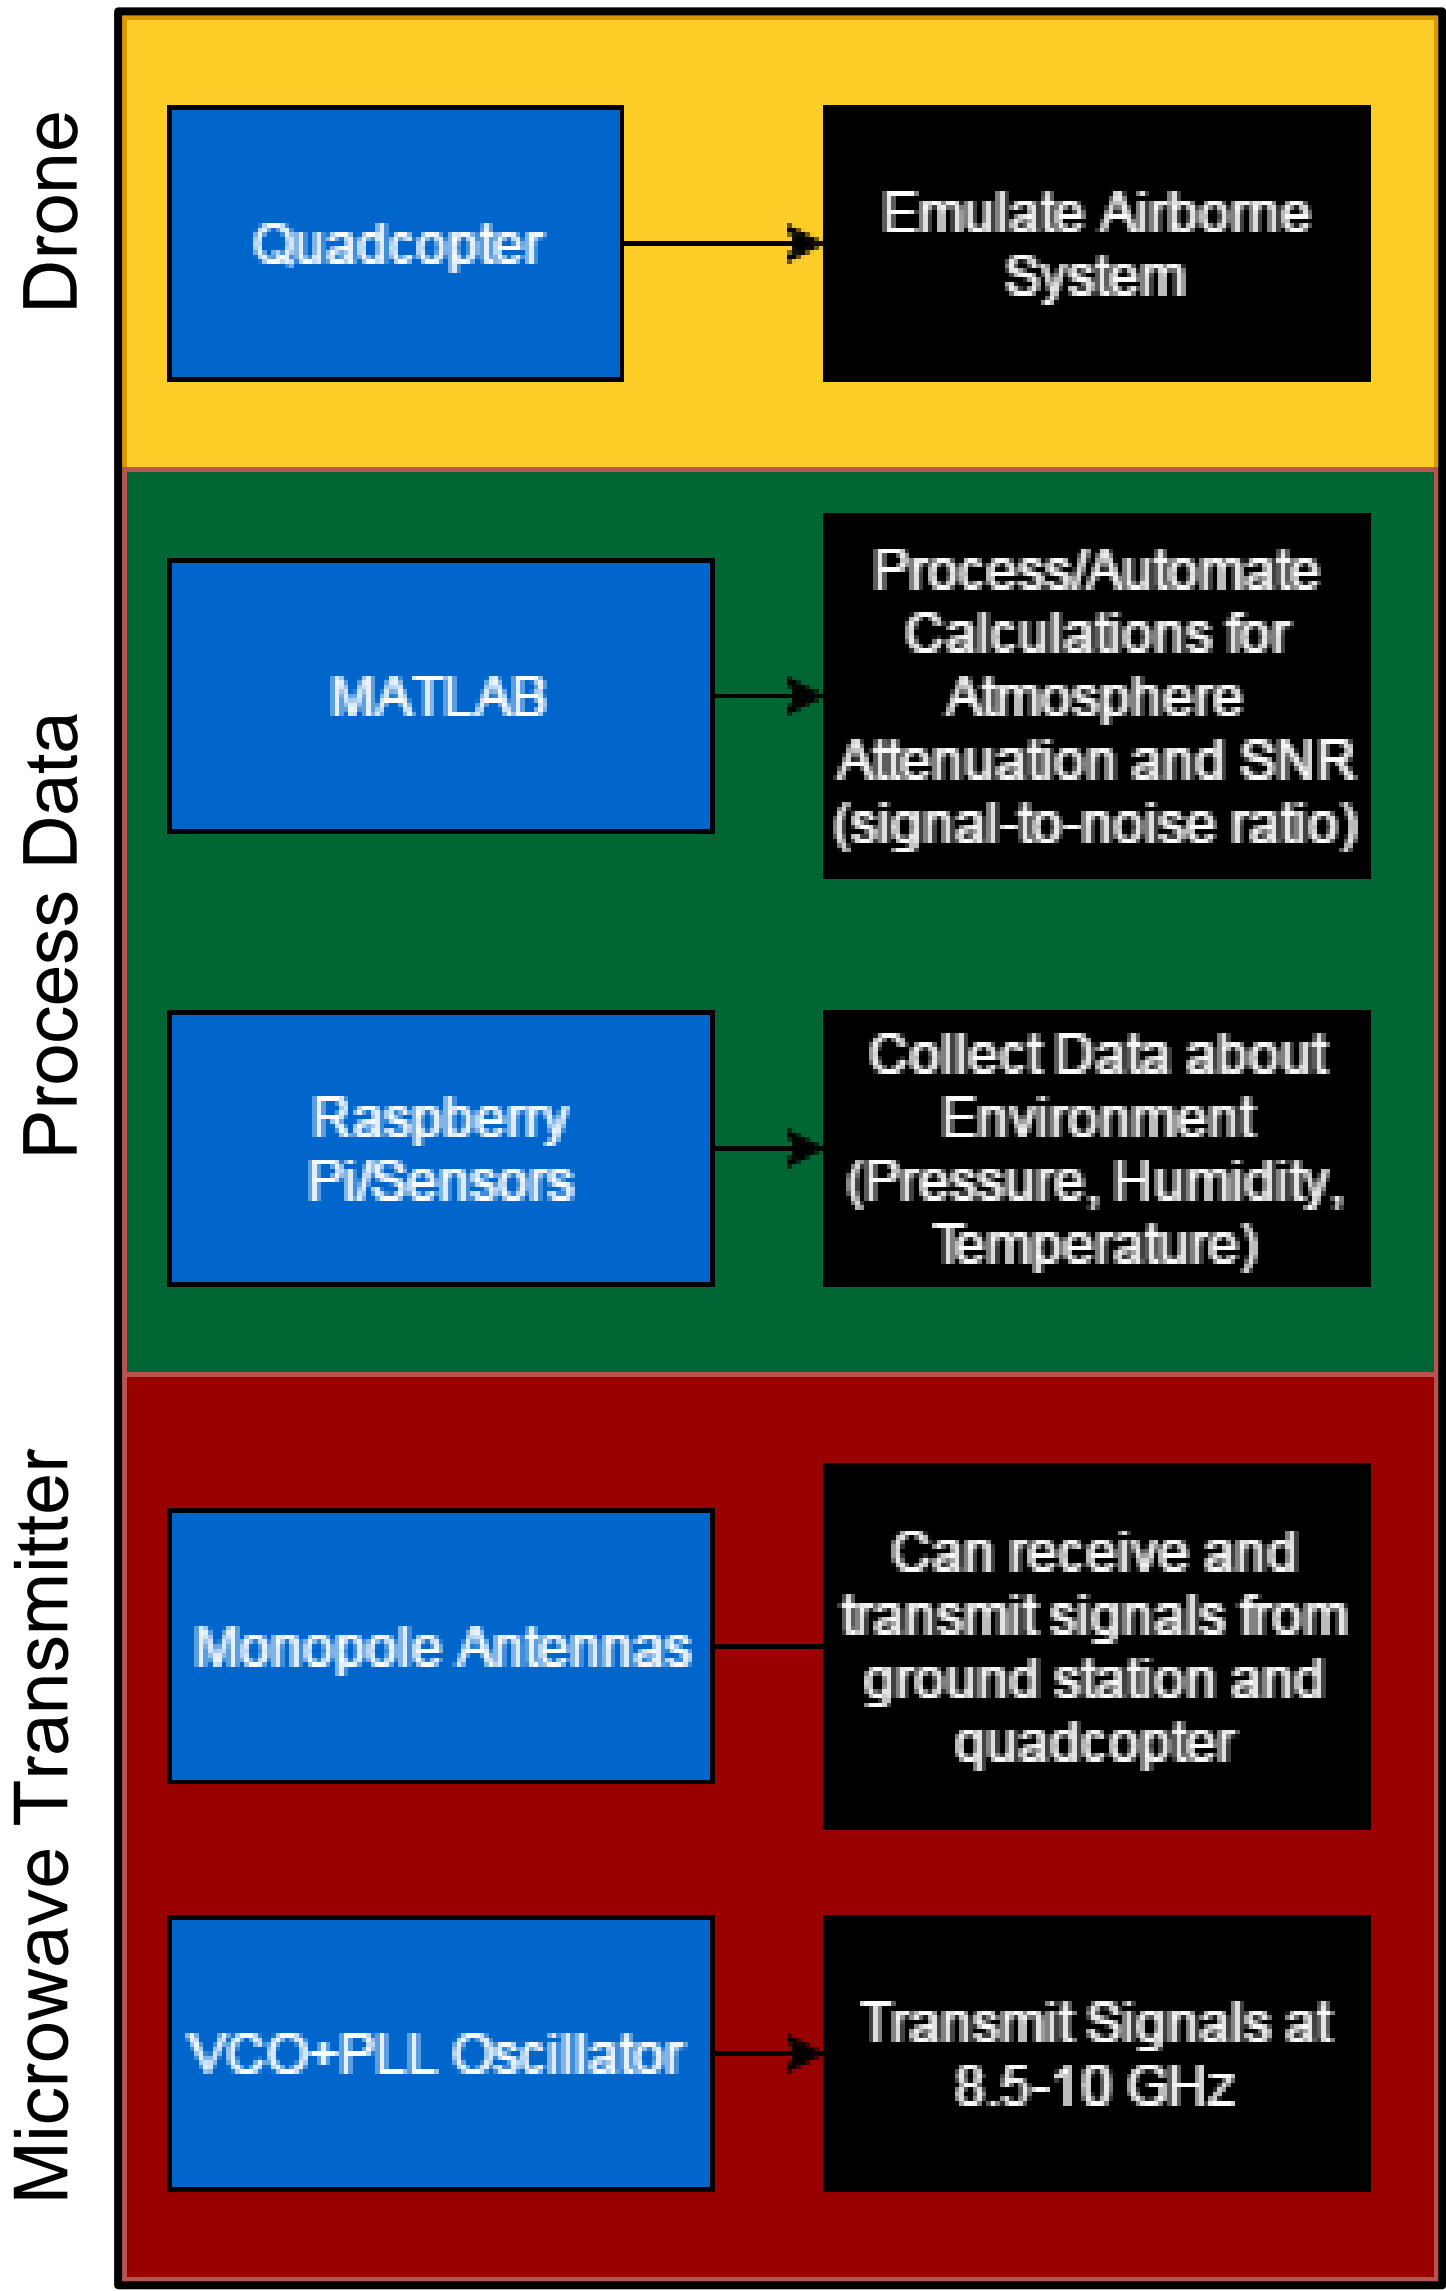 Drone
Quadcopter
Emulate Airborne
System
Process Data
MATLAB
Process/Automate
Calculations for
Atmosphere
Attenuation and SNR
(signal-to-noise ratio)
Raspberry
Pi/Sensors
Collect Data about
Environment
(Pressure, Humidity,
Temperature)
Microwave Transmitter
Monopole Antennas
Can receive and
transmit signals from
ground station and
quadcopter
VCO+PLL Oscillator
Transmit Signals at
8.5-10 GHz